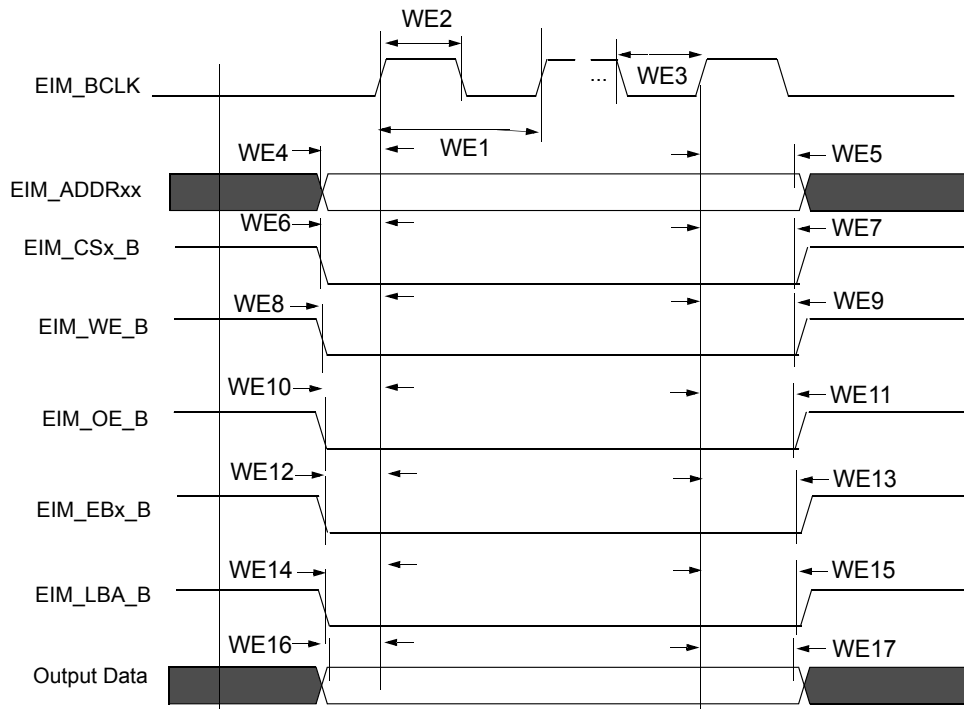 WE2
EIM_BCLK
...
WE3
WE4
WE1
WE5
EIM_ADDRxx
WE6
WE7
EIM_CSx_B
WE8
WE9
EIM_WE_B
WE10
WE11
EIM_OE_B
WE12
WE13
EIM_EBx_B
WE14
WE15
EIM_LBA_B
WE16
WE17
Output Data